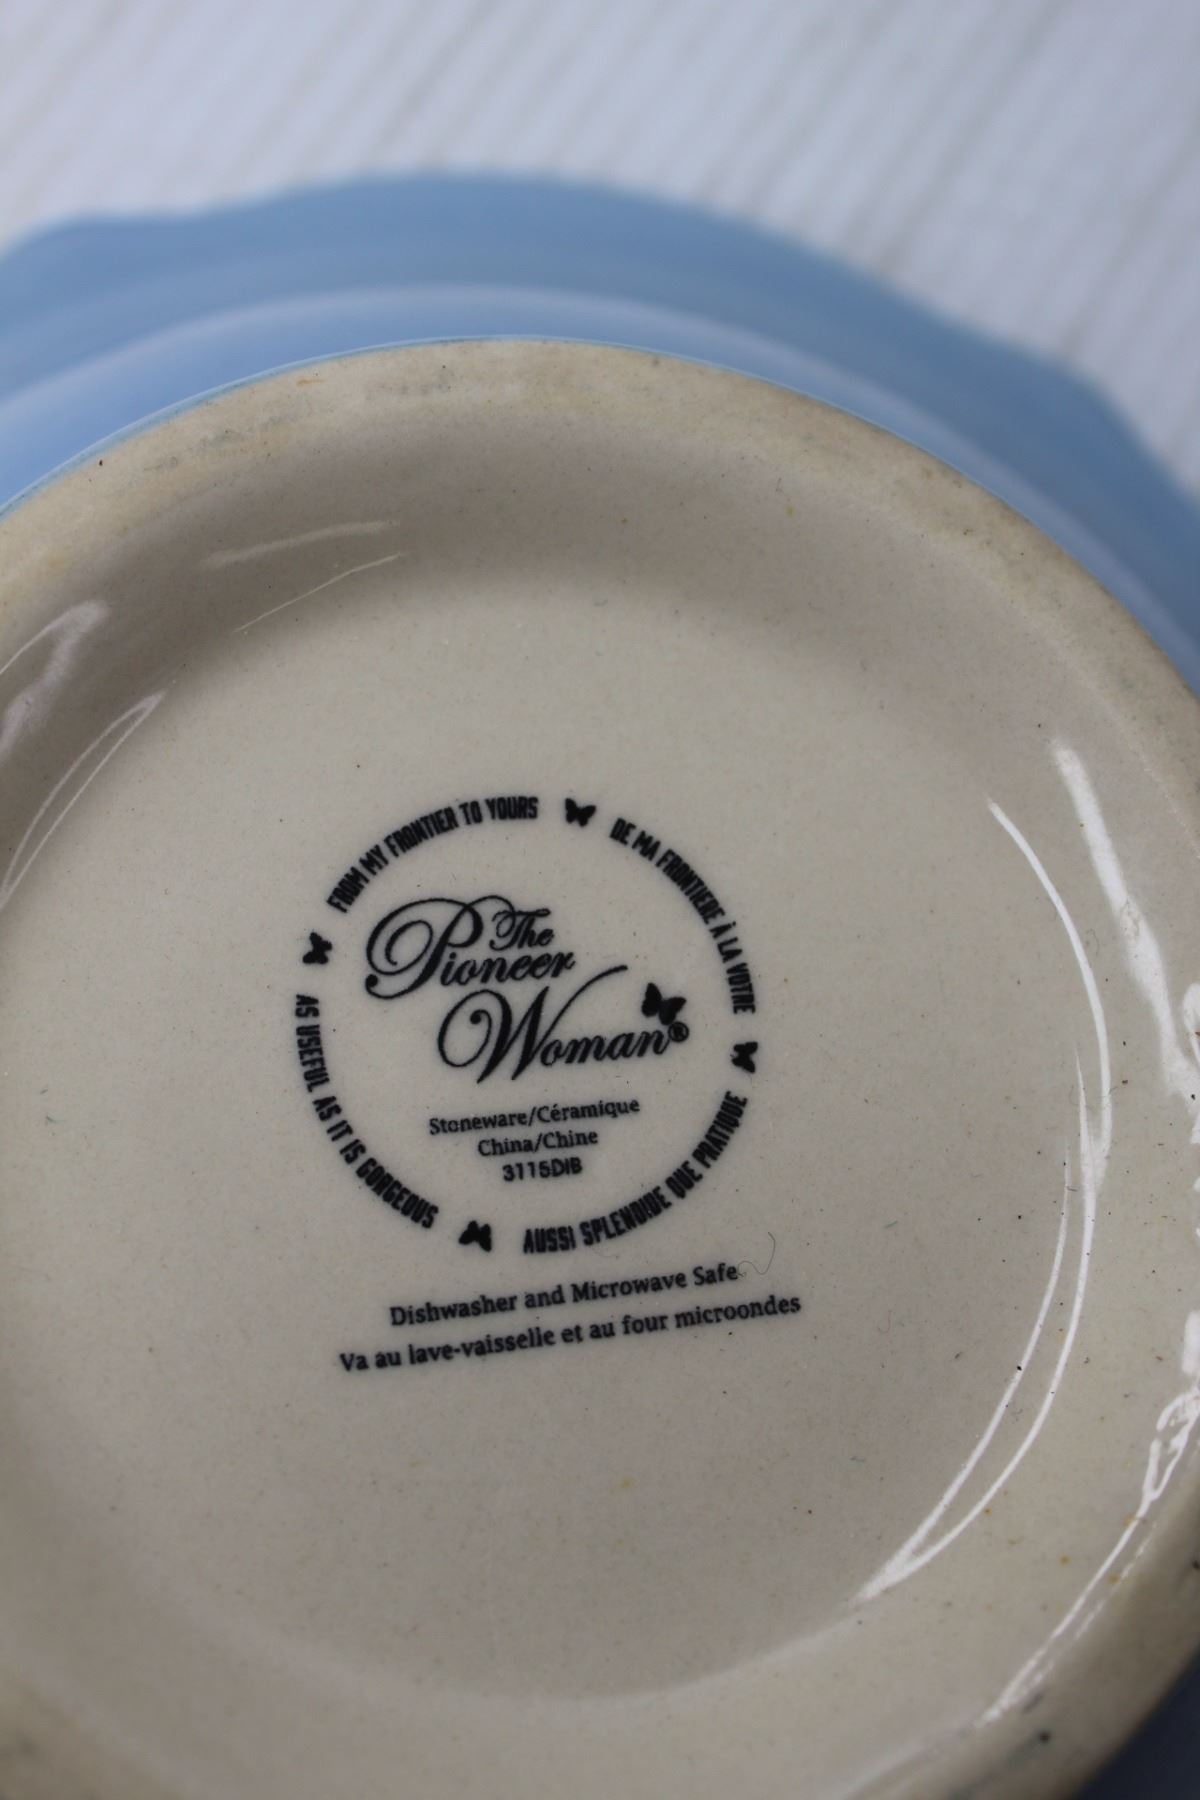 FROM MY FRONTIER TO YOURS
DE MA FRONTIERE À LA VOTRE
AUSSI SPLENDIDE QUE PRATIQUE
AS USEFUL AS IT IS GORGEOUS
The
Pioneer
Woman®
Stoneware/Céramique
China/Chine
3115DIB
Dishwasher and Microwave Safe
Va au lave-vaisselle et au four microondes